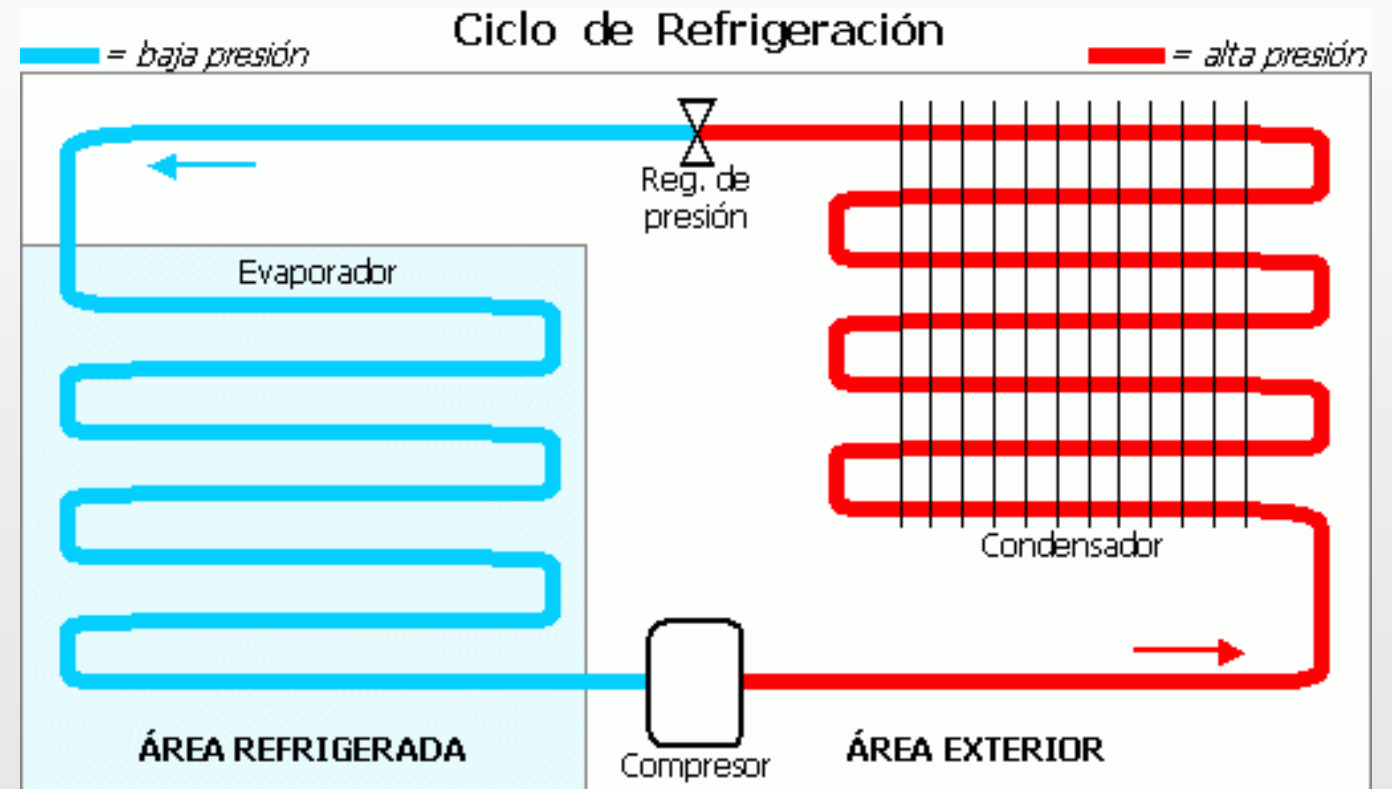 Ciclo de Refrigeración
= baja presión
= alta presión
Reg. de
presión
Evaporador
Condensador
ÁREA REFRIGERADA
Compresor
ÁREA EXTERIOR